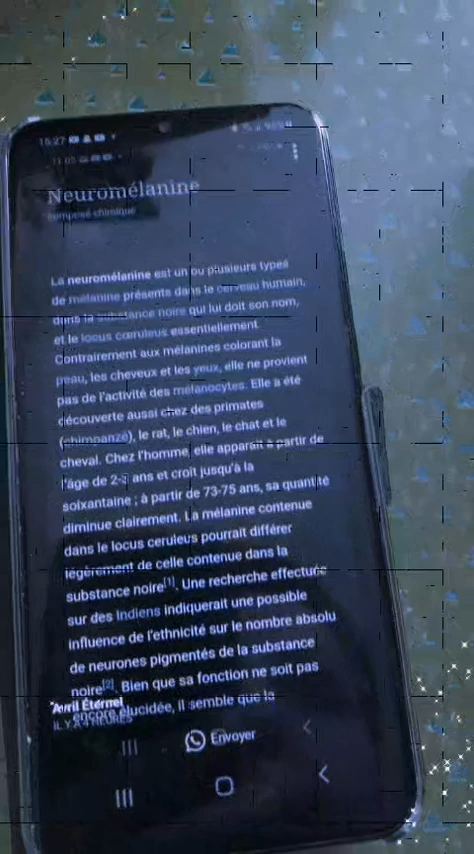 15:27
11:05
Neuromélanine
composé chimique
La neuromélanine est un ou plusieurs types
de mélanine présents dans le cerveau humain,
dans la substance noire qui lui doit son nom,
et le locus cœruleus essentiellement
Contrairement aux mélanines colorant la
peau, les cheveux et les yeux, elle ne provient
pas de l'activité des mélanocytes. Elle a été
découverte aussi chez des primates
(chimpanzé), le rat, le chien, le chat et le
cheval. Chez l'homme, elle apparaît à partir de
l'âge de 2-3 ans et croit jusqu'à la
soixantaine ; à partir de 73-75 ans, sa quantité
diminue clairement. La mélanine contenue
dans le locus ceruleus pourrait différer
légèrement de celle contenue dans la
substance noire[1]. Une recherche effectuée
sur des Indiens indiquerait une possible
influence de l'ethnicité sur le nombre absolu
de neurones pigmentés de la substance
noire[2]. Bien que sa fonction ne soit pas
encore élucidée, il semble que la
Avril Éternel
IL Y A HEURES
Envoyer